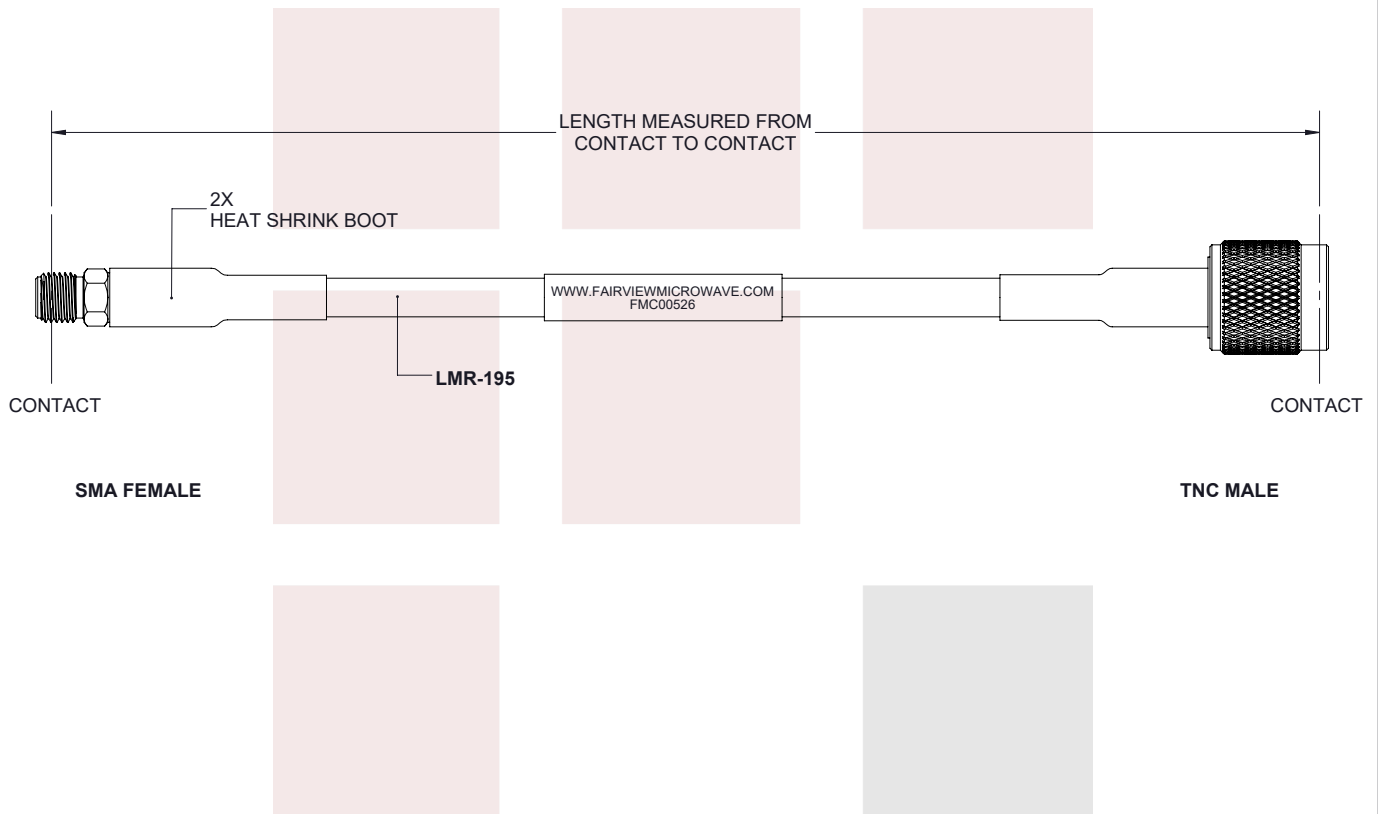 LENGTH MEASURED FROM
CONTACT TO CONTACT
2X
HEAT SHRINK BOOT
WWW.FAIRVIEWMICROWAVE.COM
FMC00526
LMR-195
CONTACT
CONTACT
SMA FEMALE
TNC MALE